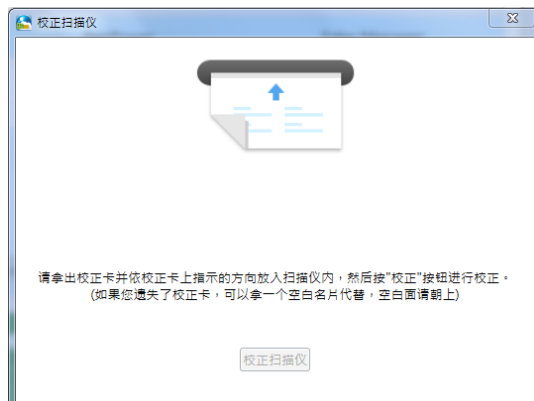 校正扫描仪
请拿出校正卡并依校正卡上指示的方向放入扫描仪内，然后按"校正"按钮进行校正。
(如果您遗失了校正卡，可以拿一个空白名片代替，空白面请朝上)
校正扫描仪